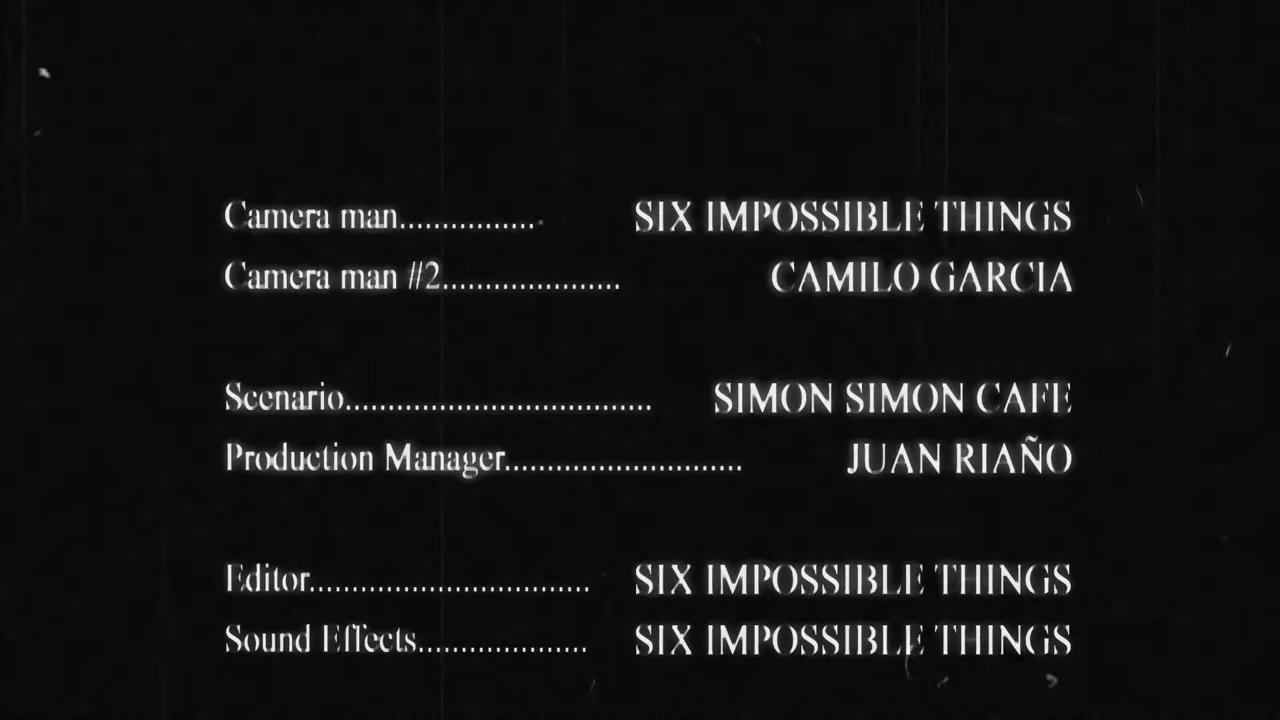 Camera man................ SIX IMPOSSIBLE THINGS
Camera man #2..................... CAMILO GARCIA
Scenario.................................... SIMON SIMON CAFE
Production Manager............................ JUAN RIAÑO
Editor................................. SIX IMPOSSIBLE THINGS
Sound Effects.................... SIX IMPOSSIBLE THINGS